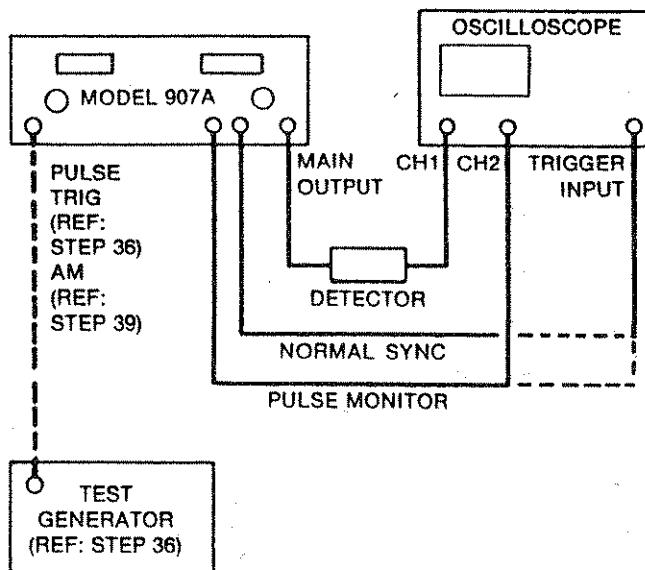 OSCILLOSCOPE
MODEL 907A
PULSE
TRIG
(REF:
STEP 36)
AM
(REF:
STEP 39)
MAIN
OUTPUT
CH1 CH2 TRIGGER
INPUT
DETECTOR
NORMAL SYNC
PULSE MONITOR
TEST
GENERATOR
(REF: STEP 36)